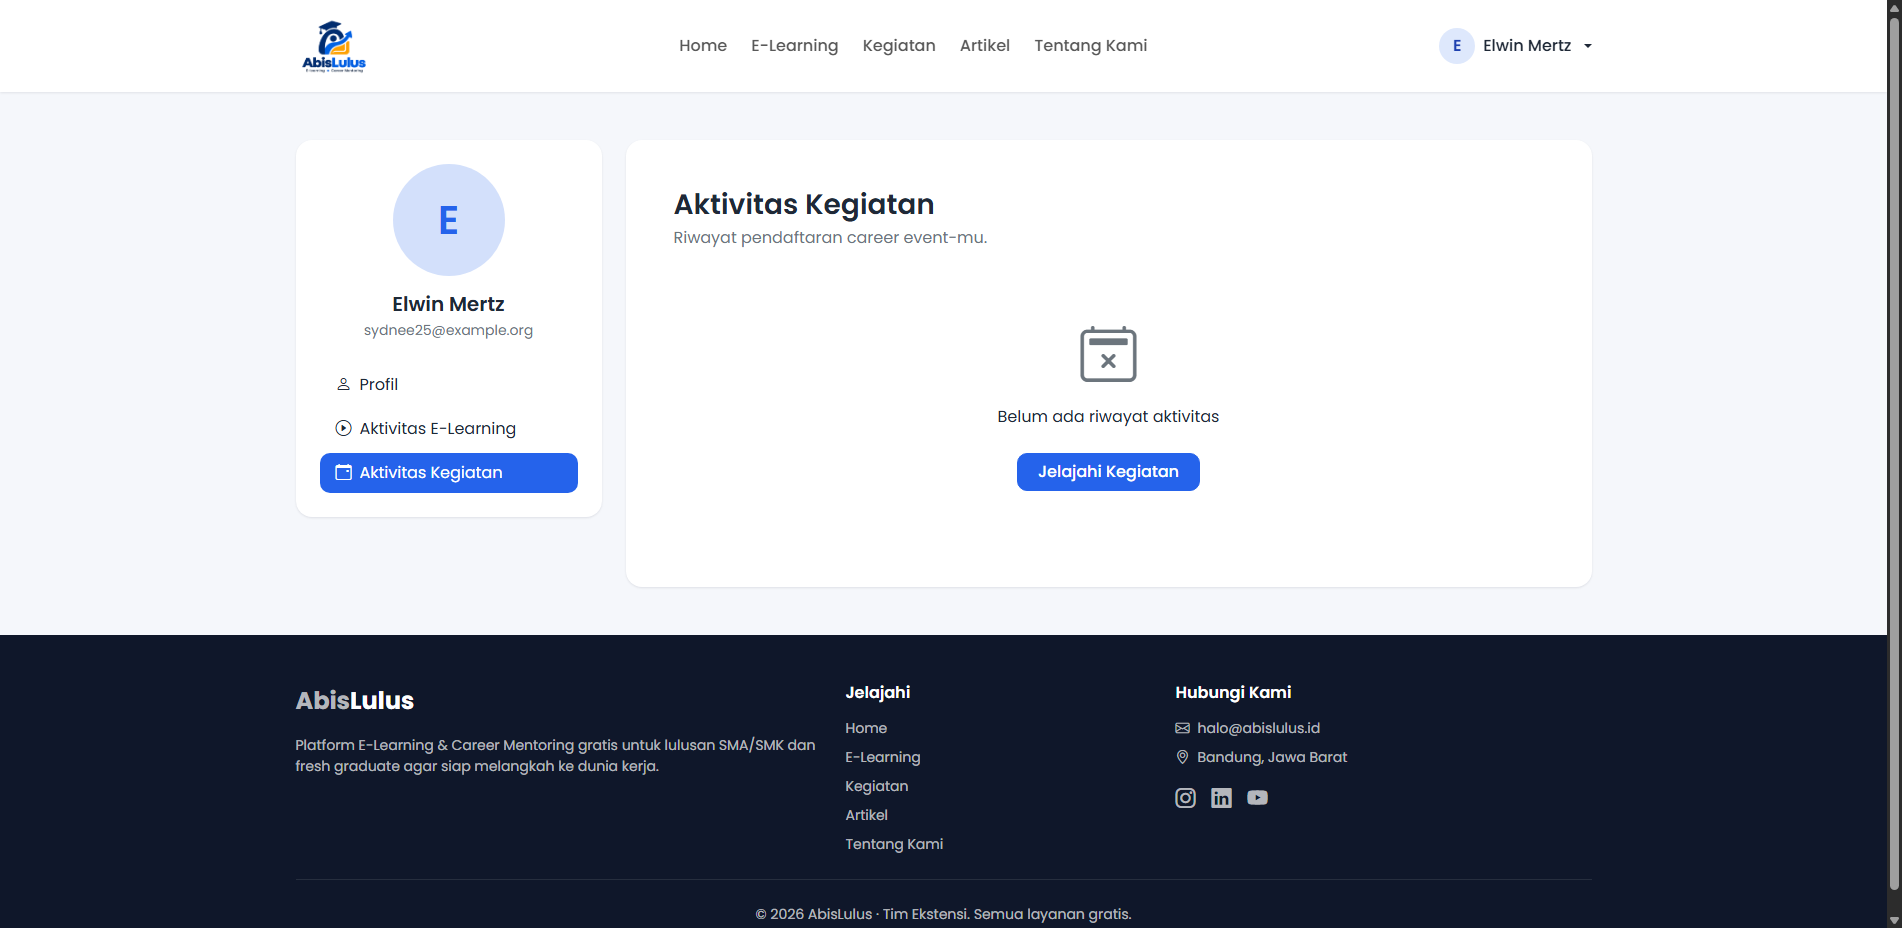 AbisLulus
Home
E-Learning
Kegiatan
Artikel
Tentang Kami
E
Elwin Mertz
E
Elwin Mertz
sydnee25@example.org
Profil
Aktivitas E-Learning
Aktivitas Kegiatan
Aktivitas Kegiatan
Riwayat pendaftaran career event-mu.
Belum ada riwayat aktivitas
Jelajahi Kegiatan
AbisLulus
Platform E-Learning & Career Mentoring gratis untuk lulusan SMA/SMK dan
fresh graduate agar siap melangkah ke dunia kerja.
Jelajahi
Home
E-Learning
Kegiatan
Artikel
Tentang Kami
Hubungi Kami
halo@abislulus.id
Bandung, Jawa Barat
© 2026 AbisLulus · Tim Ekstensi. Semua layanan gratis.